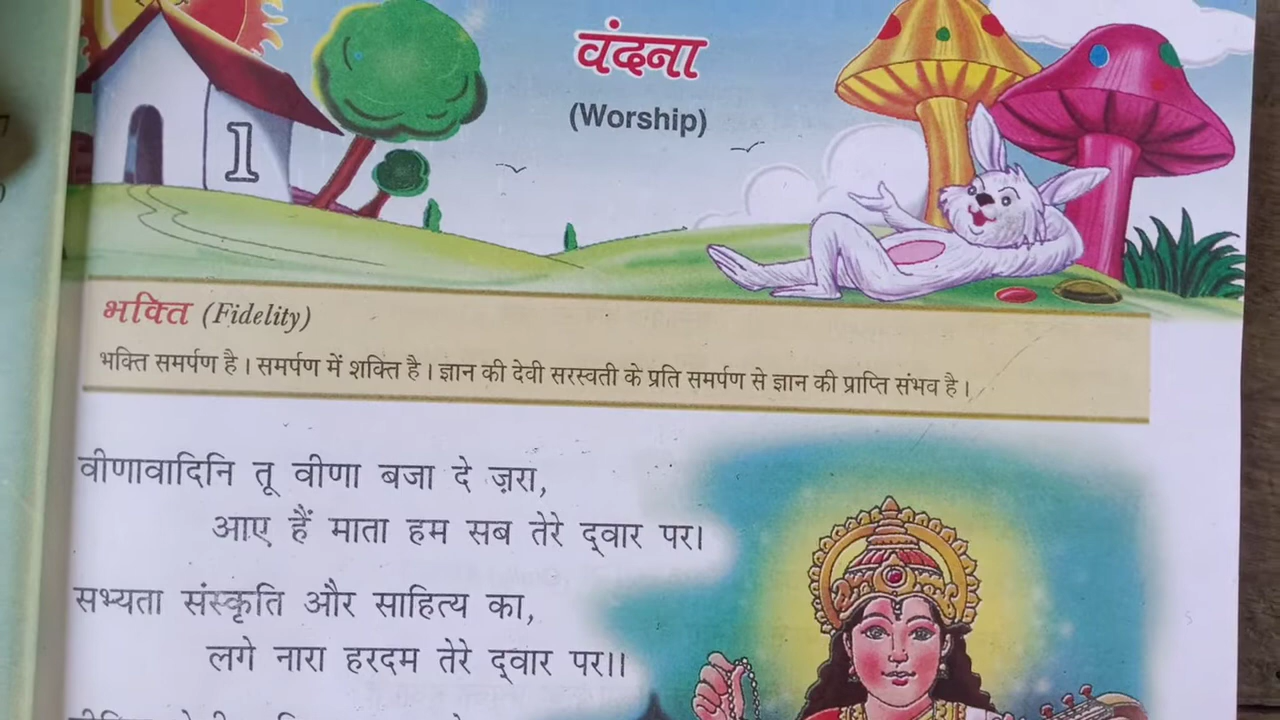 वंदना
(Worship)
1
भक्ति (Fidelity)
भक्ति समर्पण है। समर्पण में शक्ति है। ज्ञान की देवी सरस्वती के प्रति समर्पण से ज्ञान की प्राप्ति संभव है।
वीणावादिनि तू वीणा बजा दे ज़रा,
आए हैं माता हम सब तेरे द्‌वार पर।
सभ्यता संस्कृति और साहित्य का,
लगे नारा हरदम तेरे द्‌वार पर।।